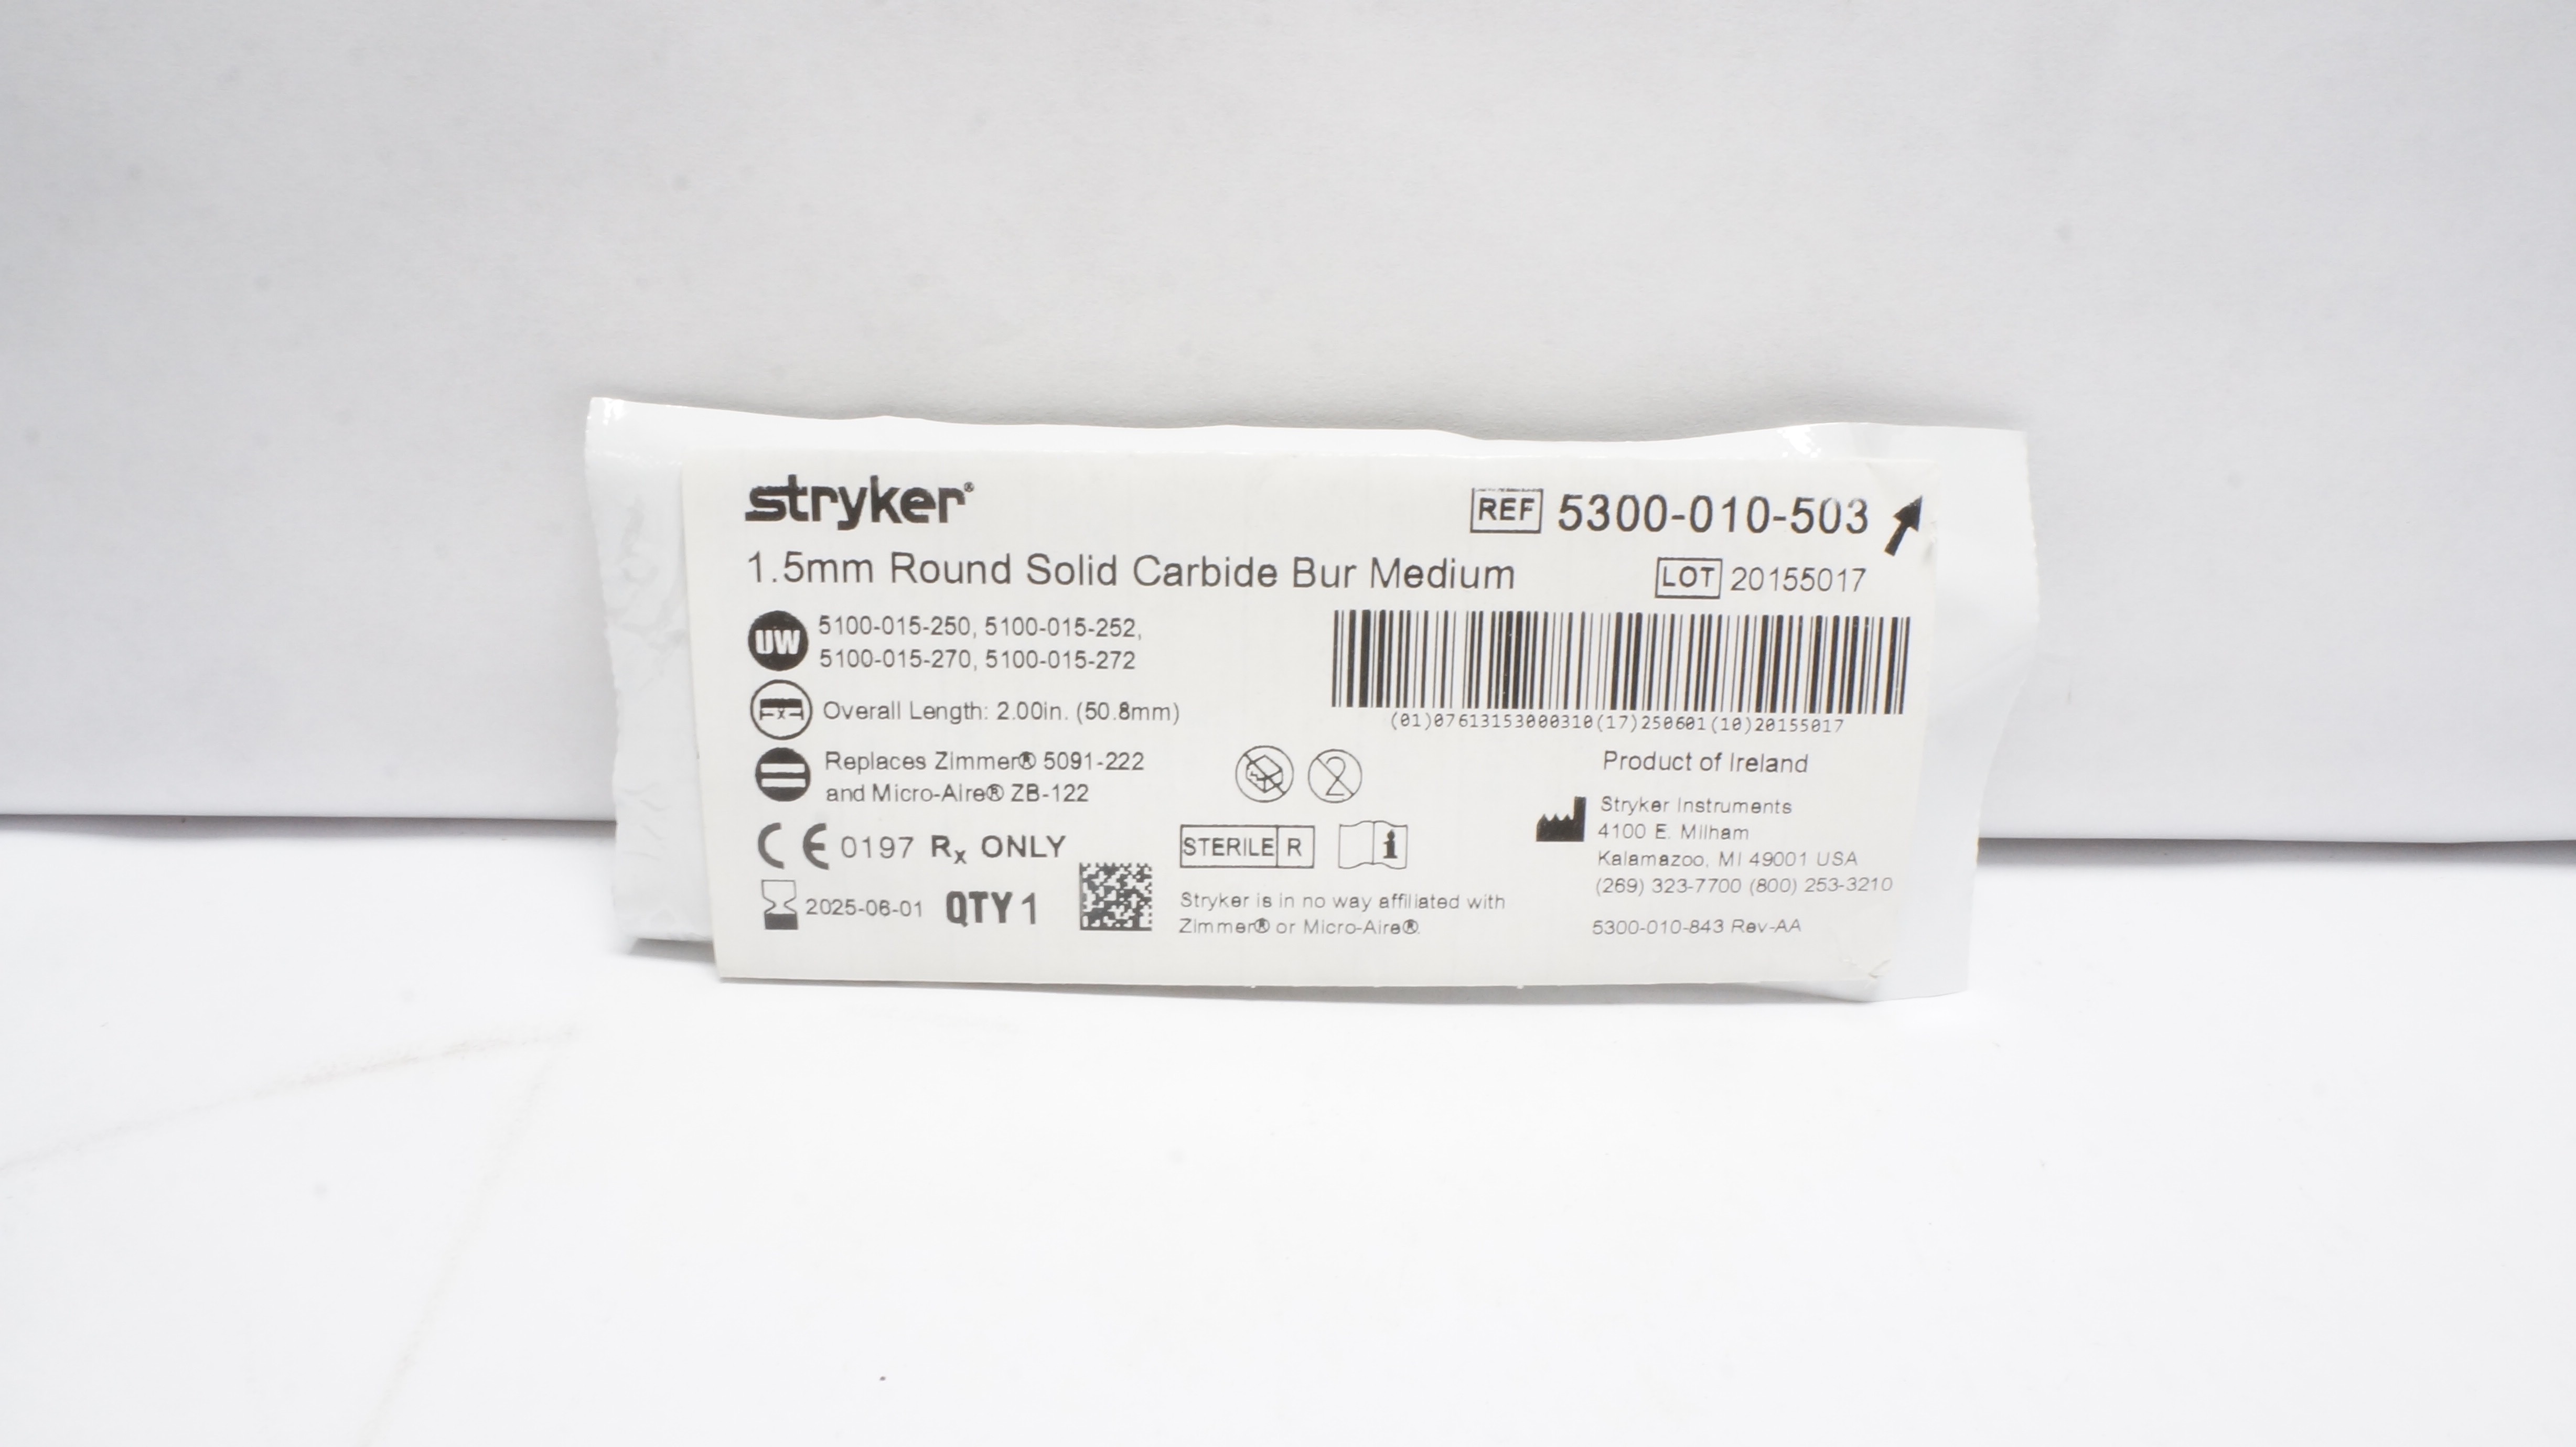 stryker®
REF 5300-010-503
1.5mm Round Solid Carbide Bur Medium
LOT 20155017
UW 5100-015-250, 5100-015-252,
5100-015-270, 5100-015-272
Overall Length: 2.00in. (50.8mm)
(01)07613153000310(17)250601(10)20155017
Replaces Zimmer® 5091-222
and Micro-Aire® ZB-122
2
Product of Ireland
Stryker Instruments
4100 E. Milham
Kalamazoo, MI 49001 USA
(269) 323-7700 (800) 253-3210
CE 0197 Rx ONLY
STERILE R
i
2025-06-01 QTY 1
Stryker is in no way affiliated with
Zimmer® or Micro-Aire®.
5300-010-843 Rev-AA